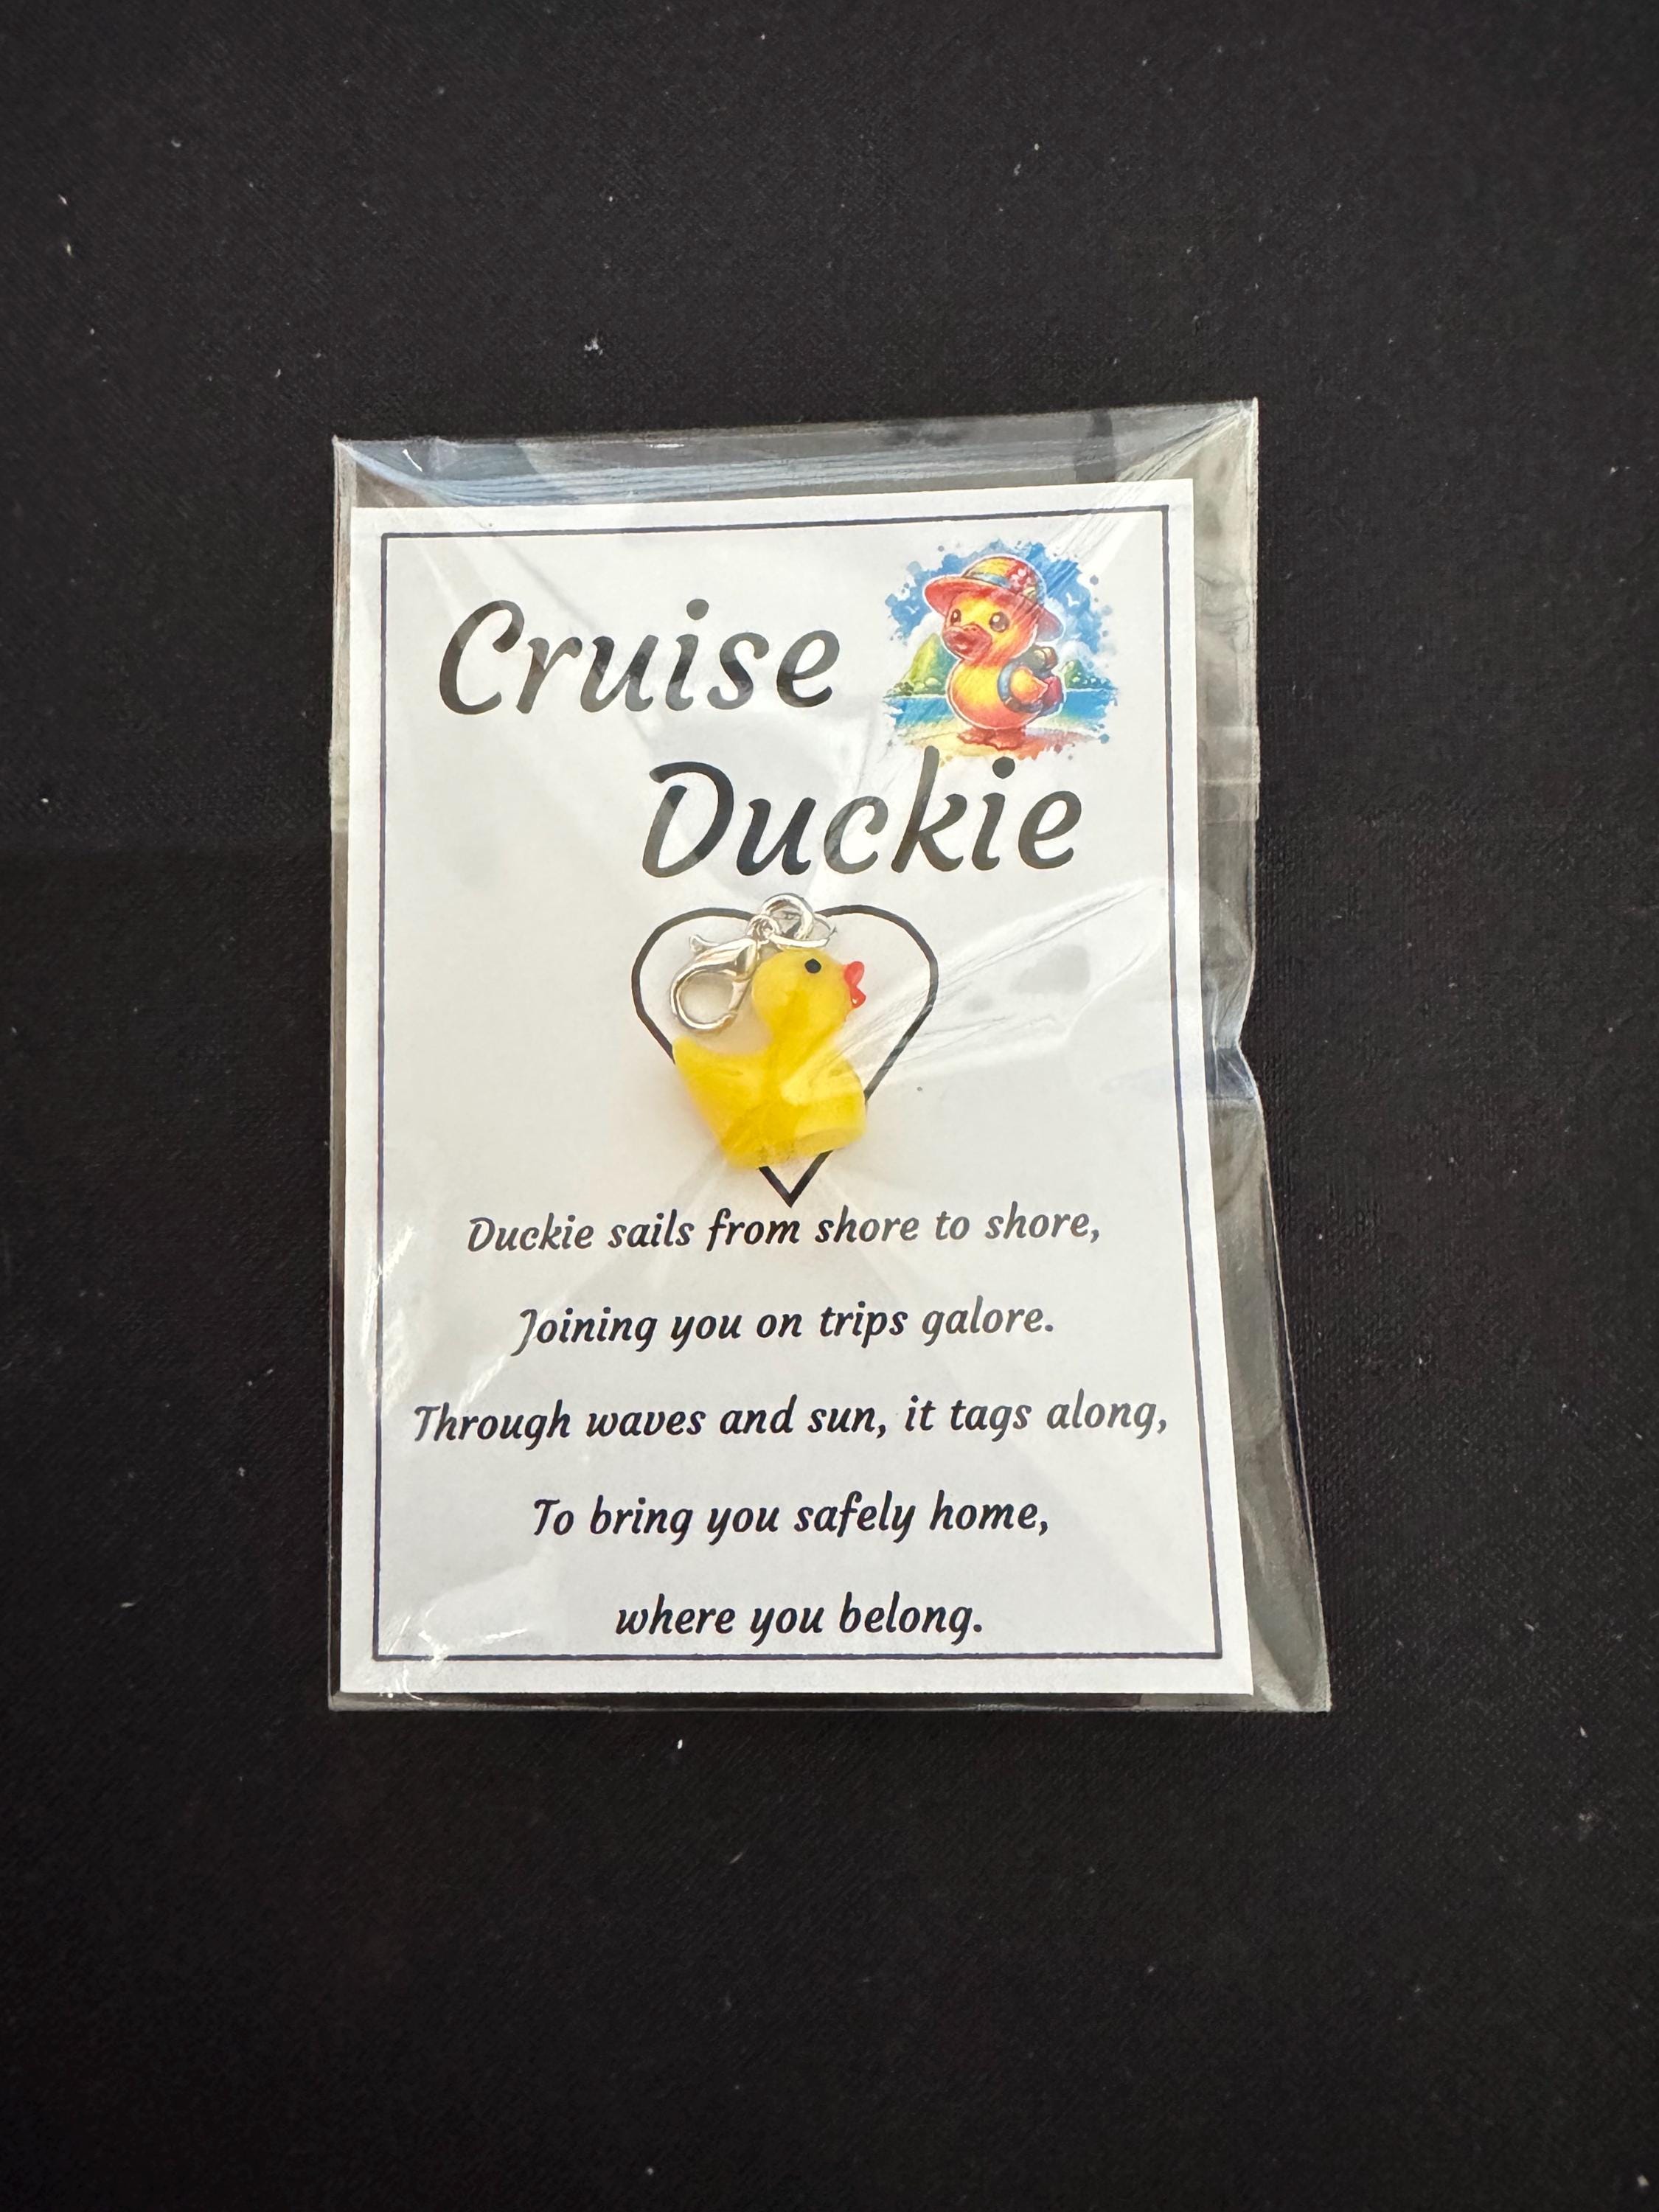 Cruise
Duckie
Duckie sails from shore to shore,
Joining you on trips galore.
Through waves and sun, it tags along,
To bring you safely home,
where you belong.